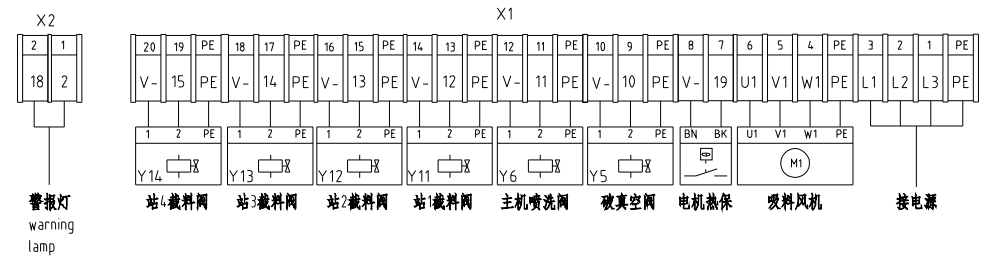 X2
X1
2 1
20 19 PE 18 17 PE 16 15 PE 14 13 PE 12 11 PE 10 9 PE 8 7 6 5 4 PE 3 2 1 PE
18 2
V- 15 PE V- 14 PE V- 13 PE V- 12 PE V- 11 PE V- 10 PE V- 19 U1 V1 W1 PE L1 L2 L3 PE
1 2 PE 1 2 PE 1 2 PE 1 2 PE 1 2 PE 1 2 PE BN BK U1 V1 W1 PE
Y14 Y13 Y12 Y11 Y6 Y5 M1
警报灯 站4截料阀 站3截料阀 站2截料阀 站1截料阀 主机喷洗阀 破真空阀 电机热保 吸料风机 接电源
warning
lamp